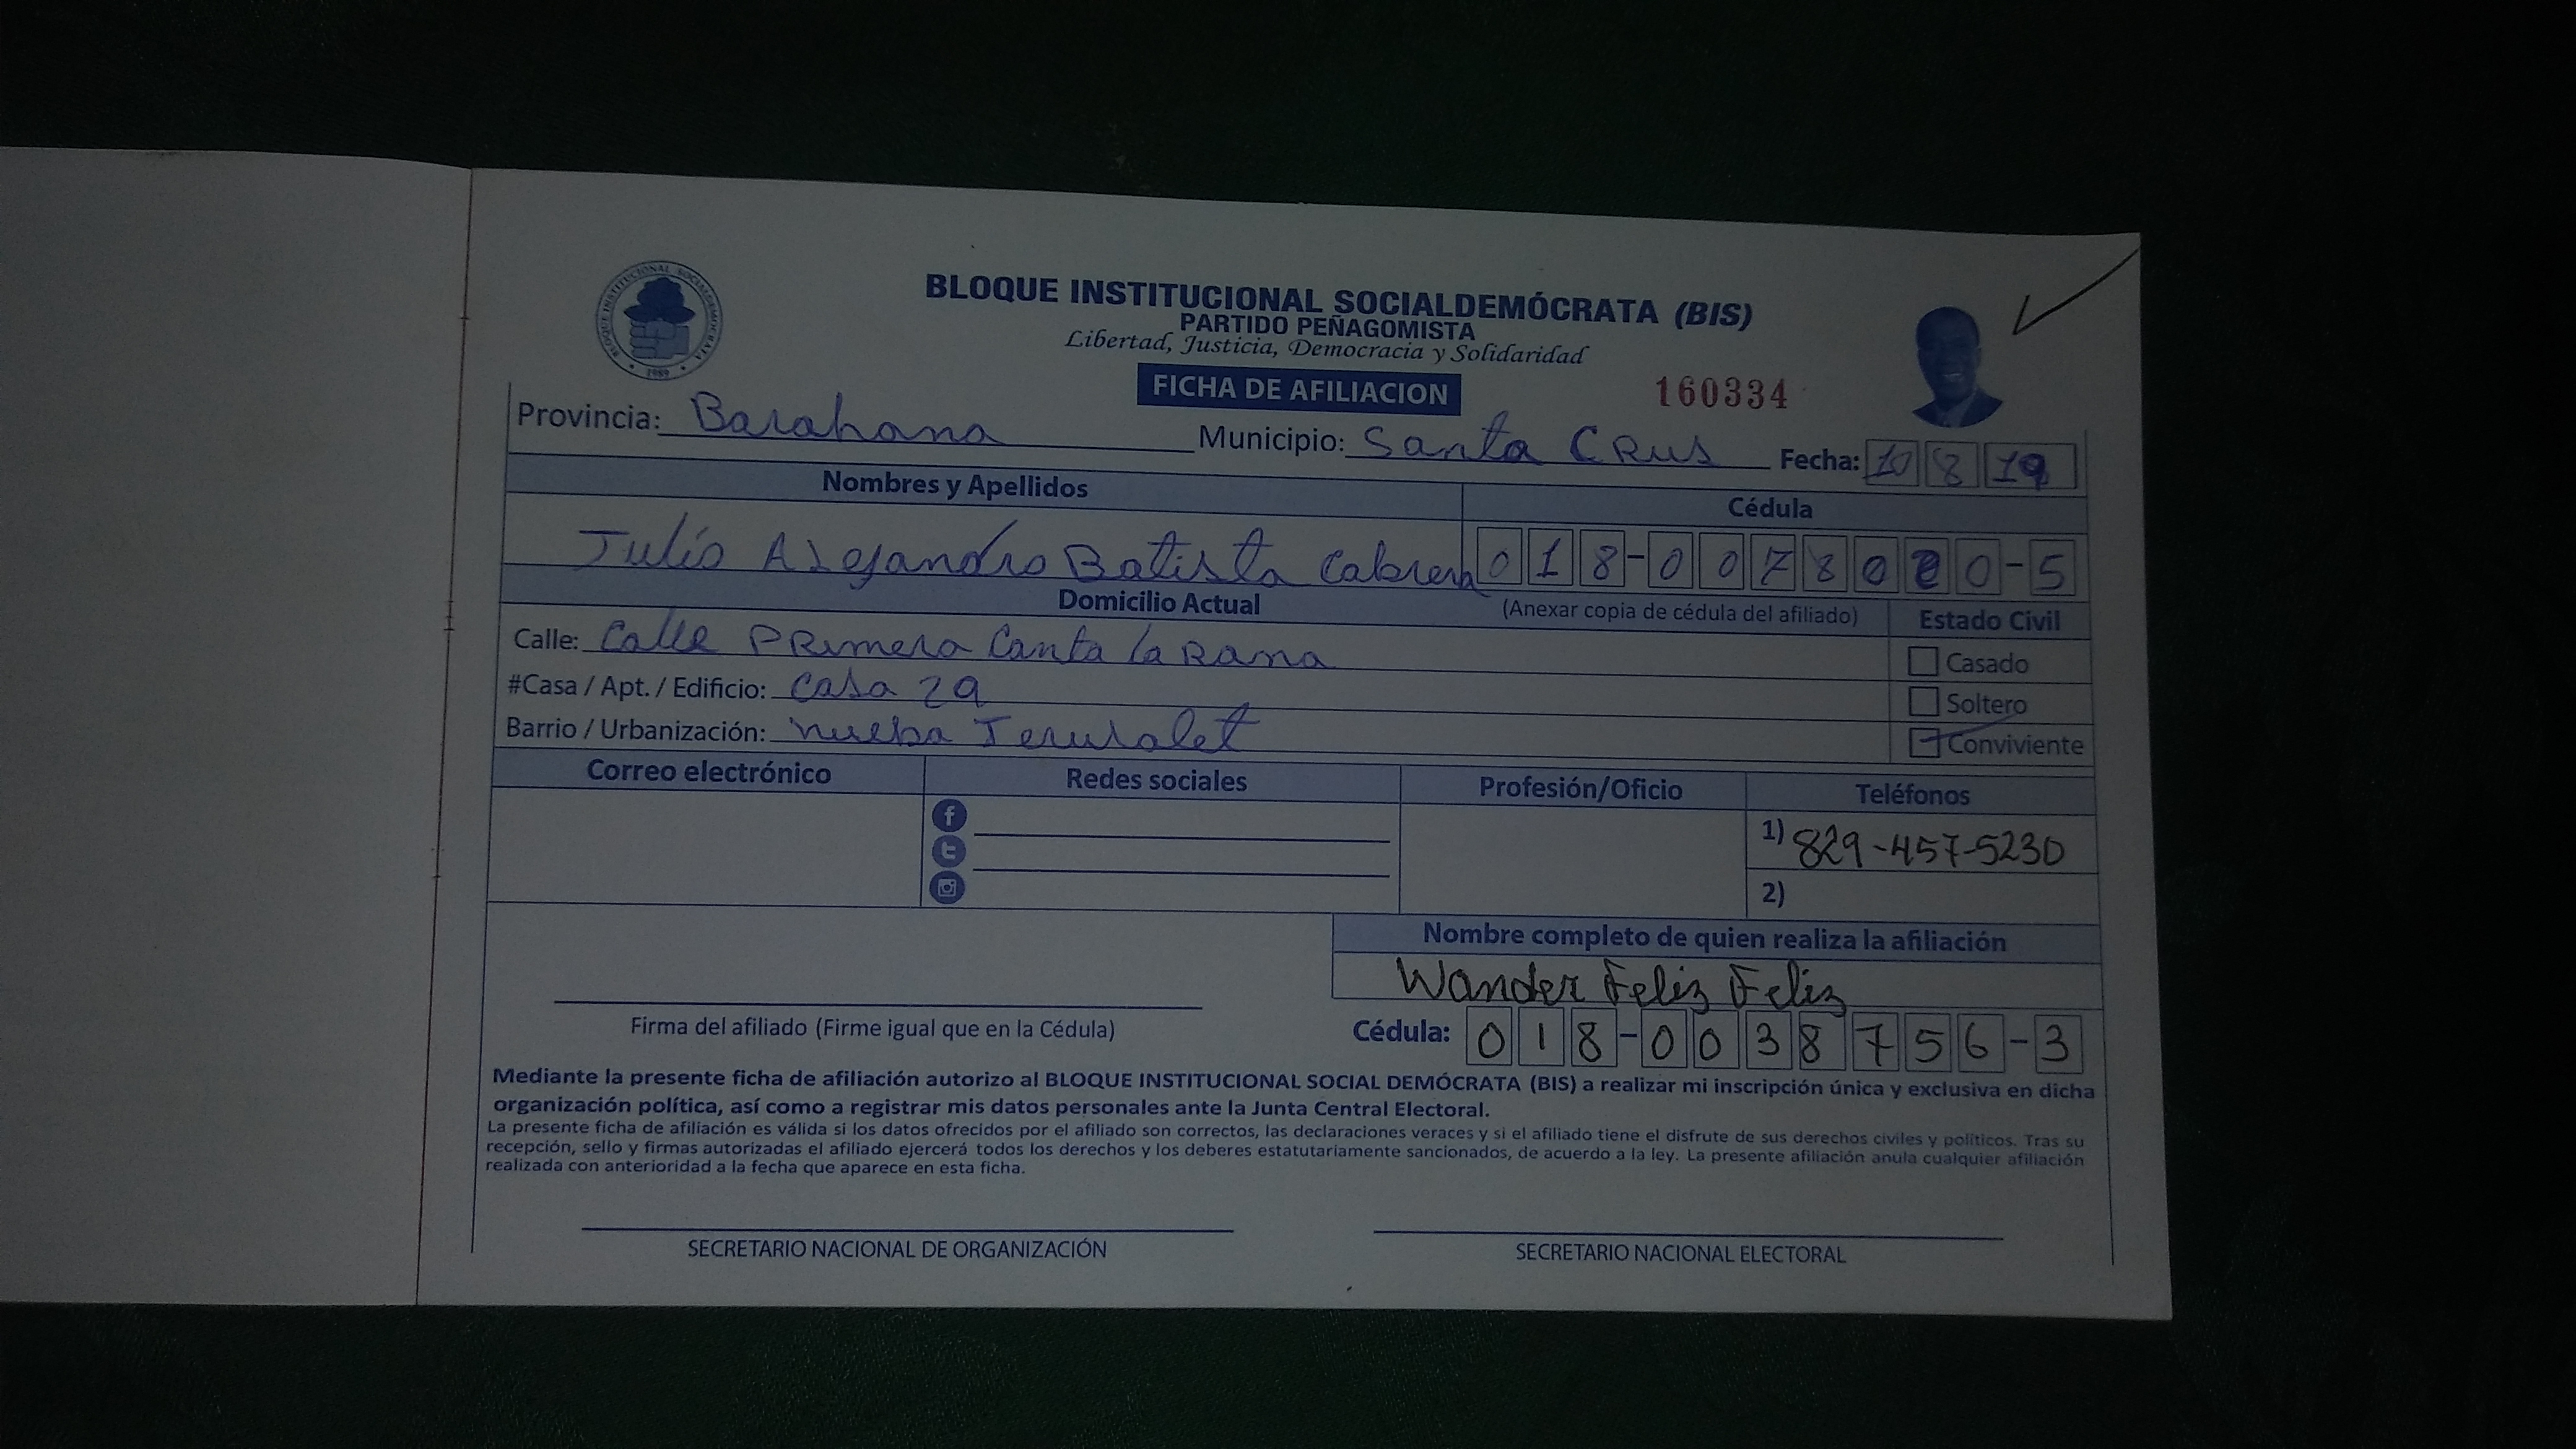 BLOQUE INSTITUCIONAL SOCIALDEMOCRATA
1989
BLOQUE INSTITUCIONAL SOCIALDEMÓCRATA (BIS)
PARTIDO PEÑAGOMISTA
Libertad, Justicia, Democracia y Solidaridad
FICHA DE AFILIACION
160334
Provincia: Barahona Municipio: Santa CRus Fecha: 10 8 19
Nombres y Apellidos Cédula
Julio Alejandro Batista Cabrera 018-0078020-5
Domicilio Actual (Anexar copia de cédula del afiliado) Estado Civil
Calle: Calle PRimera Canta la Rana
Casado
#Casa / Apt. / Edificio: casa 29
Soltero
Barrio / Urbanización: nueba Jerusalet
Conviviente
Correo electrónico Redes sociales Profesión/Oficio Teléfonos
1) 829-457-5230
2)
Nombre completo de quien realiza la afiliación
Wander Feliz Feliz
Firma del afiliado (Firme igual que en la Cédula) Cédula: 018-0038756-3
Mediante la presente ficha de afiliación autorizo al BLOQUE INSTITUCIONAL SOCIAL DEMÓCRATA (BIS) a realizar mi inscripción única y exclusiva en dicha
organización política, así como a registrar mis datos personales ante la Junta Central Electoral.
La presente ficha de afiliación es válida si los datos ofrecidos por el afiliado son correctos, las declaraciones veraces y si el afiliado tiene el disfrute de sus derechos civiles y políticos. Tras su
recepción, sello y firmas autorizadas el afiliado ejercerá todos los derechos y los deberes estatutariamente sancionados, de acuerdo a la ley. La presente afiliación anula cualquier afiliación
realizada con anterioridad a la fecha que aparece en esta ficha.
SECRETARIO NACIONAL DE ORGANIZACIÓN SECRETARIO NACIONAL ELECTORAL